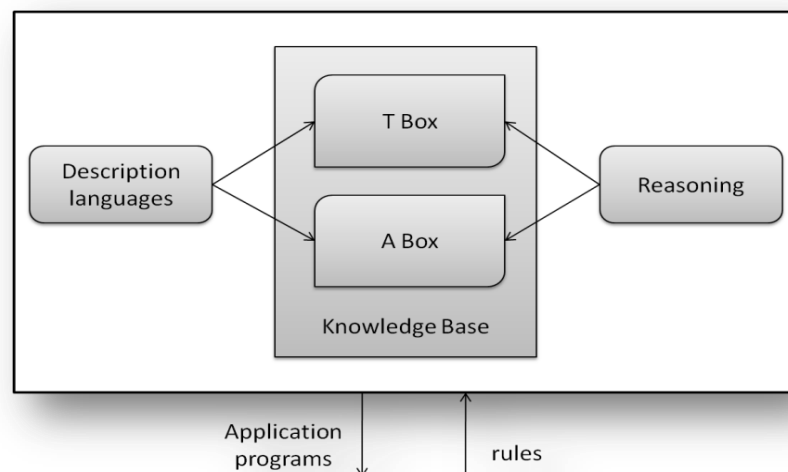 T Box
Description
languages
Reasoning
A Box
Knowledge Base
Application
programs
rules